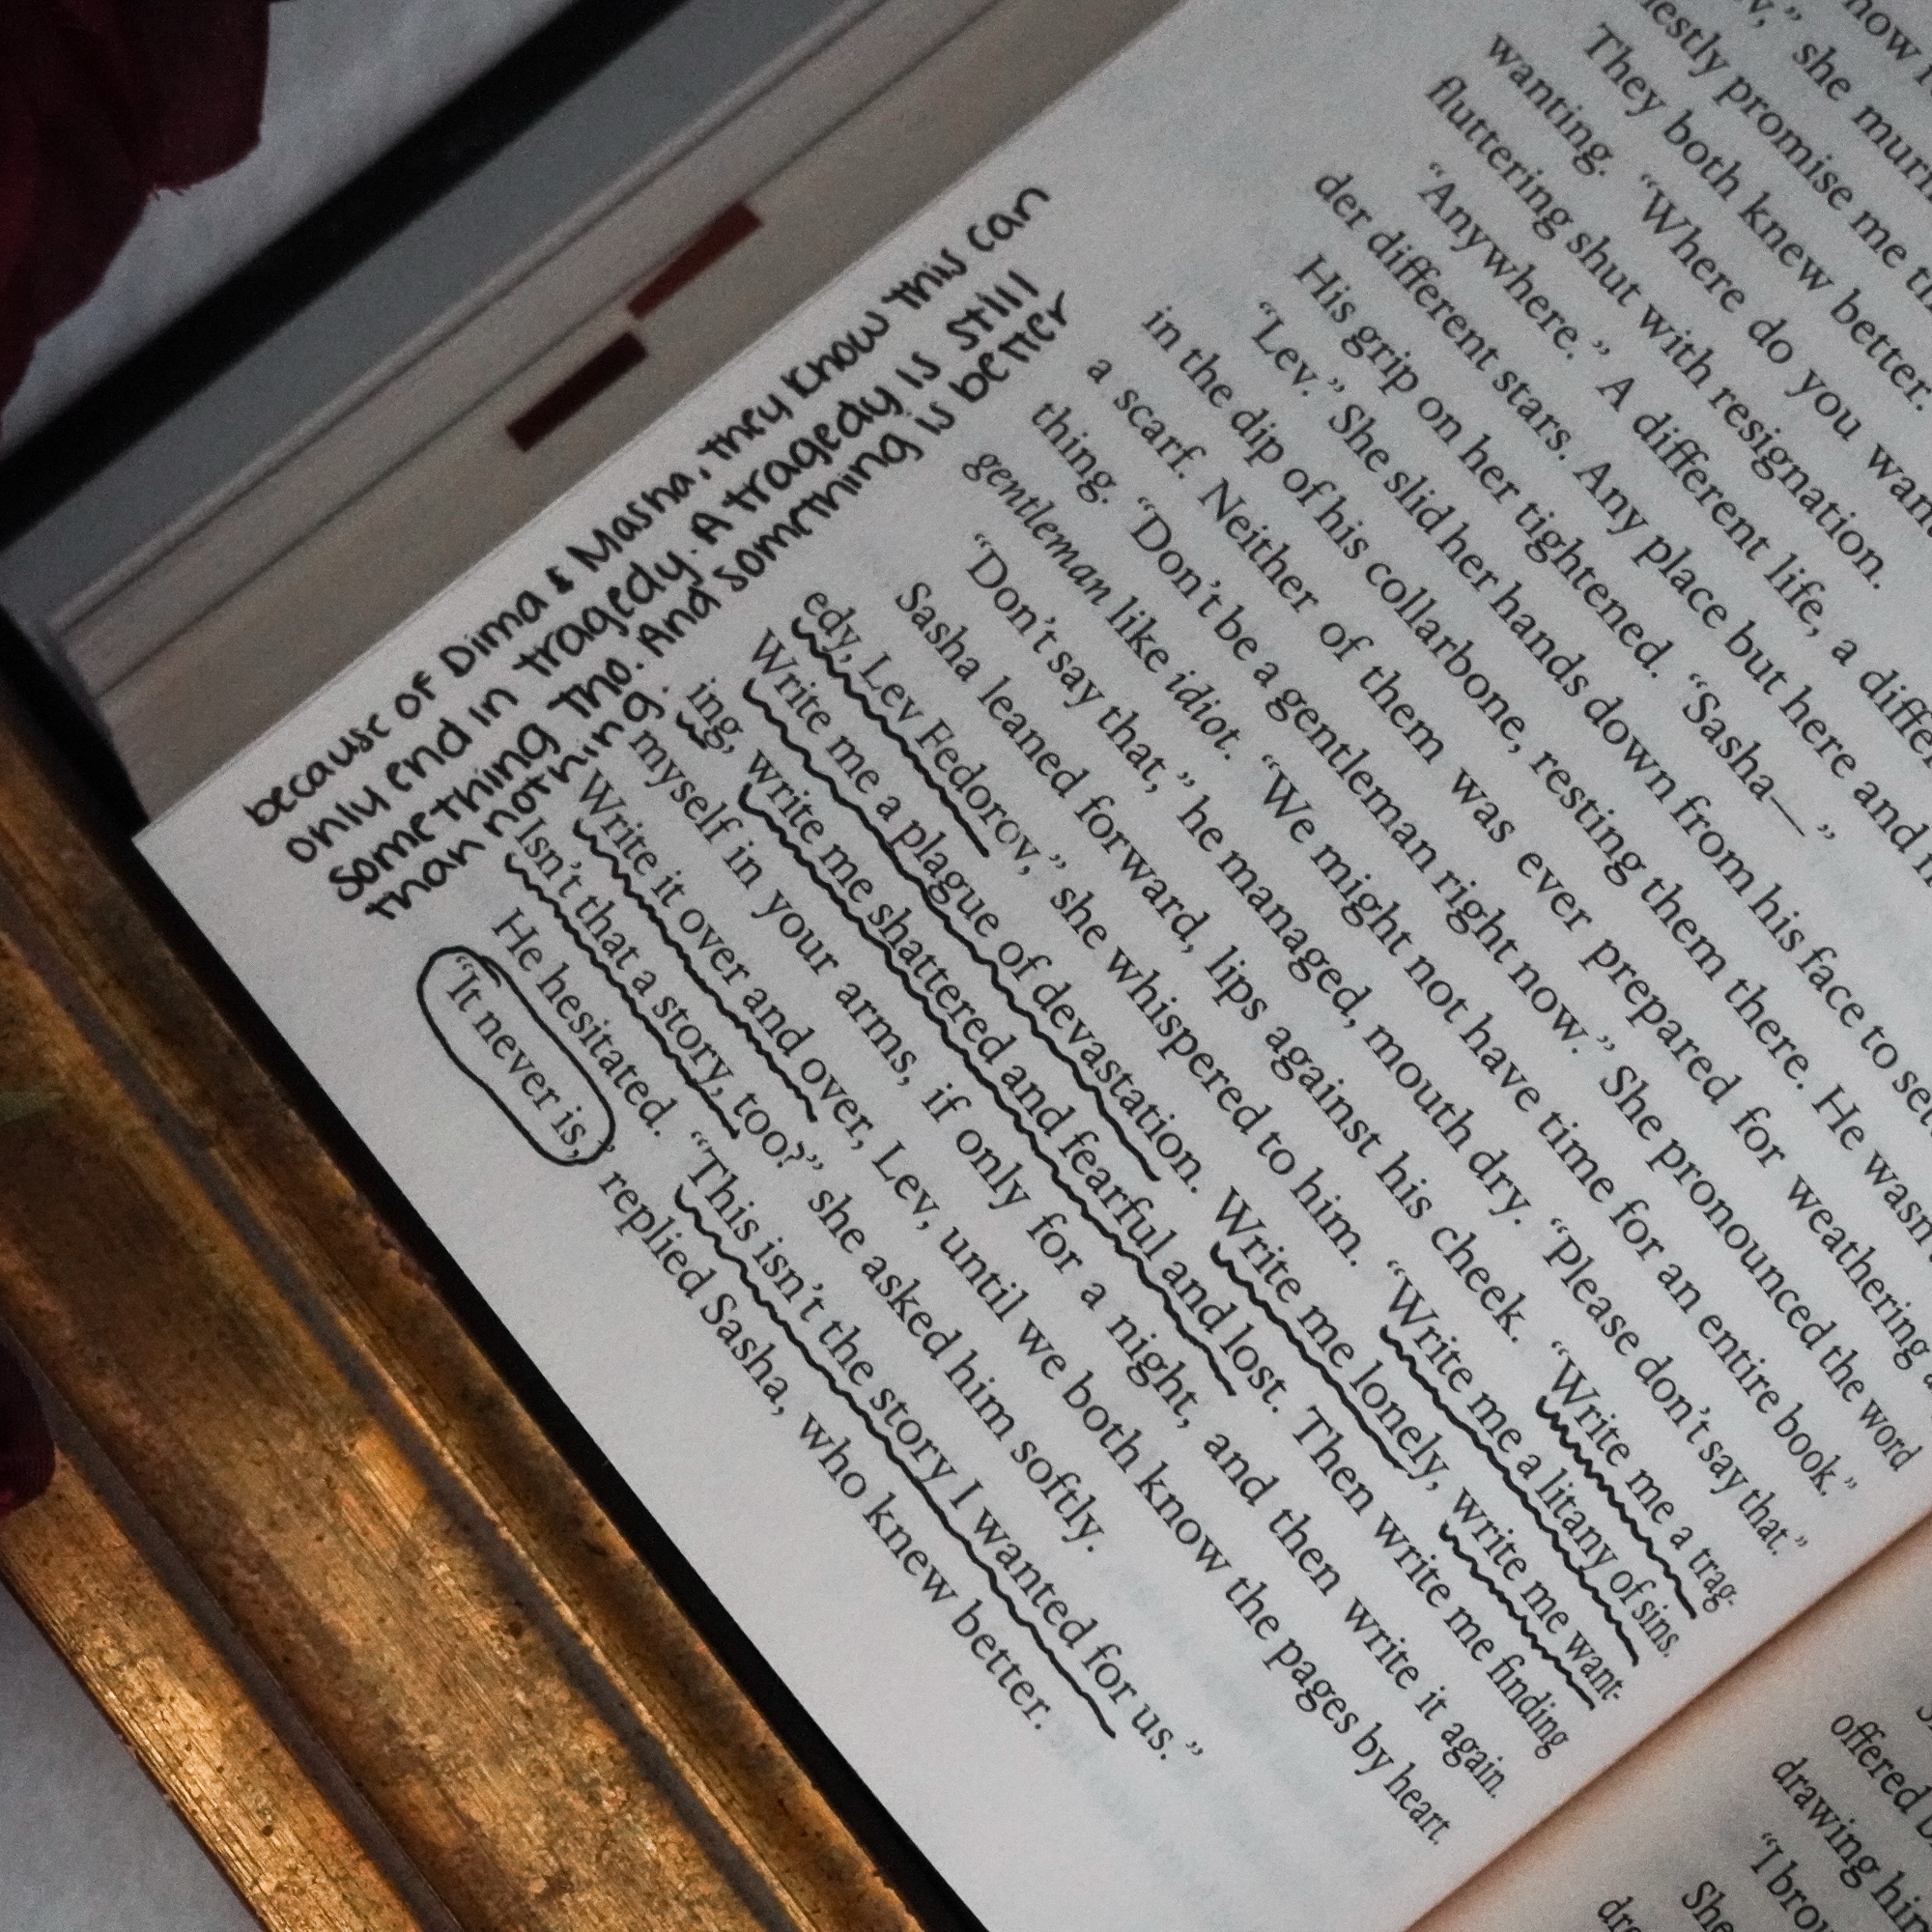 now
v," she mur
estly promise me
They both knew better.
wanting. "Where do you
fluttering shut with resignation.
"Anywhere." A different life, a
der different stars. Any place but here and
His grip on her tightened. "Sasha—"
"Lev." She slid her hands down from his face to
in the dip of his collarbone, resting them there. He
a scarf. Neither of them was ever prepared for weathering
thing. "Don't be a gentleman right now." She pronounced the word
gentleman like idiot. "We might not have time for an entire book."
"Don't say that," he managed, mouth dry. "Please don't say that."
Sasha leaned forward, lips against his cheek. "Write me a trag-
edy, Lev Fedorov," she whispered to him. "Write me a litany of sins.
Write me a plague of devastation. Write me lonely, write me want-
ing, write me shattered and fearful and lost. Then write me finding
myself in your arms, if only for a night, and then write it again.
Write it over and over, Lev, until we both know the pages by heart.
Isn't that a story, too?" she asked him softly.
He hesitated. "This isn't the story I wanted for us."
"It never is," replied Sasha, who knew better.
because of Dima & Masha, they know this can
only end in tragedy. A tragedy is still
something tho. And something is better
than nothing.
offered
drawing
"I
She